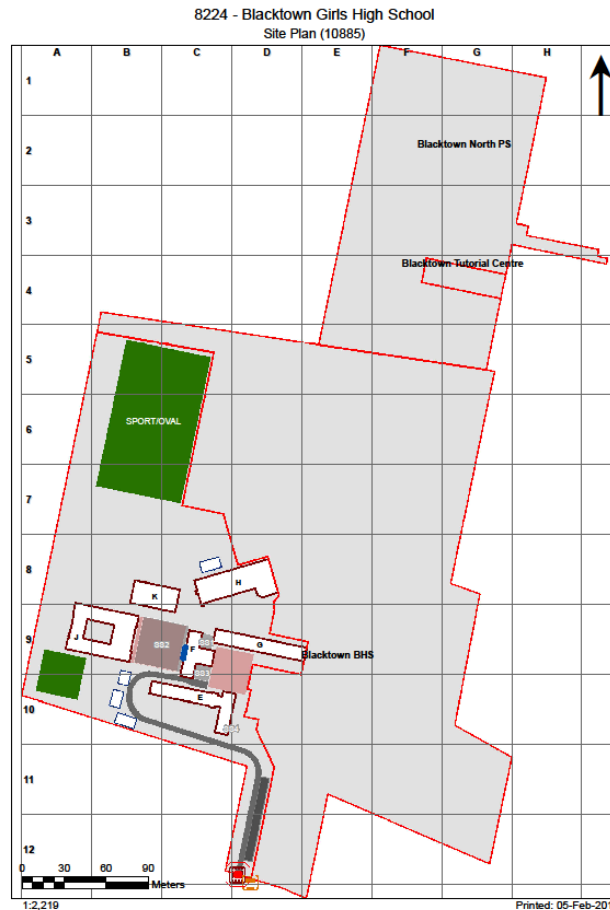 8224 - Blacktown Girls High School
Site Plan (10885)
A B C D E F G H
1
2
Blacktown North PS
3
Blacktown Tutorial Centre
4
5
6
SPORT/OVAL
7
8
H
K
9
J
SS2
F
G
Blacktown BHS
SS3
10
E
11
12
0 30 60 90
Meters
1:2,219
Printed: 05-Feb-201